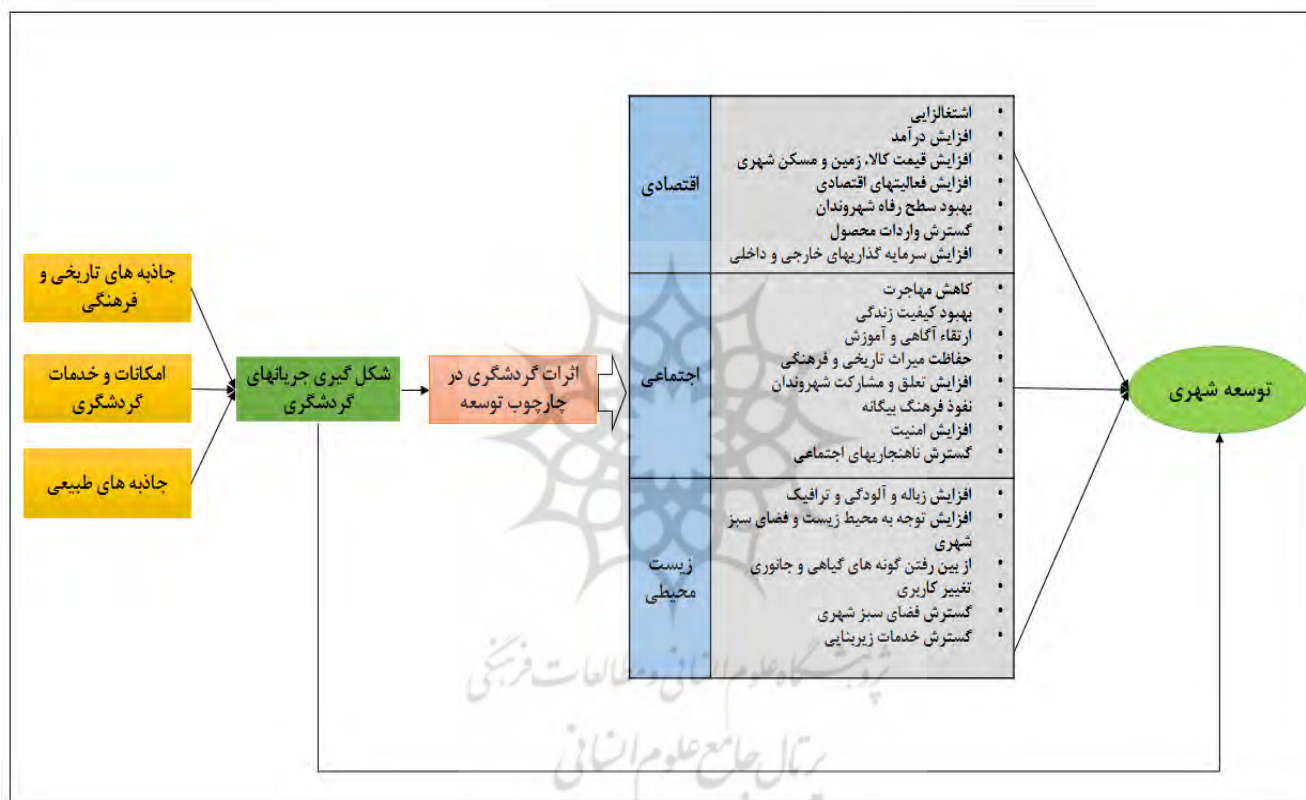 جاذبه های تاریخی و
فرهنگی
امکانات و خدمات
گردشگری
جاذبه های طبیعی
شکل گیری جریانهای
گردشگری
اثرات گردشگری در
چارچوب توسعه
اقتصادی
• اشتغالزایی
• افزایش درآمد
• افزایش قیمت کالا، زمین و مسکن شهری
• افزایش فعالیتهای اقتصادی
• بهبود سطح رفاه شهروندان
• گسترش واردات محصول
• افزایش سرمایه گذاریهای خارجی و داخلی
اجتماعی
• کاهش مهاجرت
• بهبود کیفیت زندگی
• ارتقاء آگاهی و آموزش
• حفاظت میراث تاریخی و فرهنگی
• افزایش تعلق و مشارکت شهروندان
• نفوذ فرهنگ بیگانه
• افزایش امنیت
• گسترش ناهنجاریهای اجتماعی
زیست
محیطی
• افزایش زباله و آلودگی و ترافیک
• افزایش توجه به محیط زیست و فضای سبز
شهری
• از بین رفتن گونه های گیاهی و جانوری
• تغییر کاربری
• گسترش فضای سبز شهری
• گسترش خدمات زیربنایی
توسعه شهری
پژوهشگاه علوم انسانی و مطالعات فرهنگی
پرتال جامع علوم انسانی